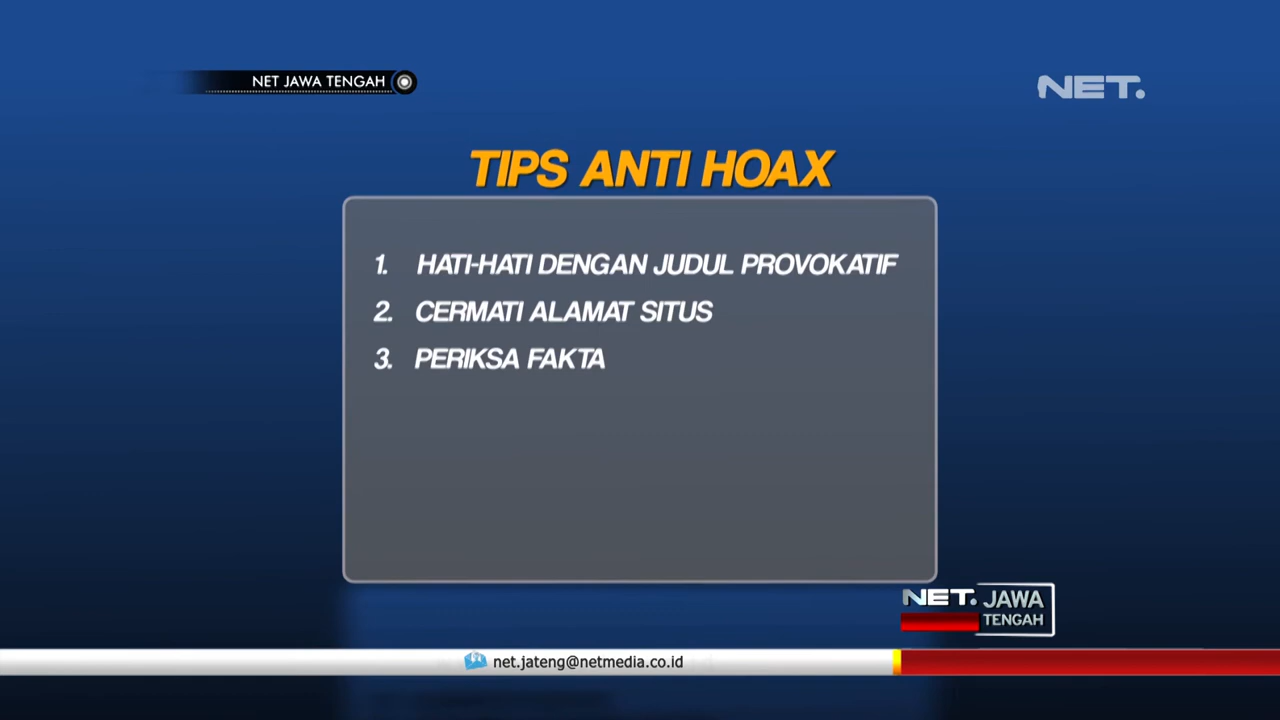 NET JAWA TENGAH
NET.
TIPS ANTI HOAX
1. HATI-HATI DENGAN JUDUL PROVOKATIF
2. CERMATI ALAMAT SITUS
3. PERIKSA FAKTA
NET. JAWA
TENGAH
net.jateng@netmedia.co.id